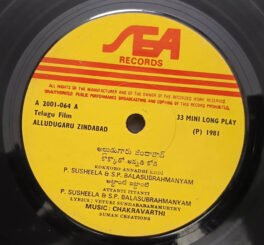 SEA
RECORDS
ALL RIGHTS OF THE MANUFACTURER AND OF THE OWNER OF THE RECORDED WORK RESERVED.
UNAUTHORISED PUBLIC PERFORMANCE BROADCASTING AND COPYING OF THIS RECORD PROHIBITED
A 2001-064 A
33 MINI LONG PLAY
Telugu Film
(P) 1981
ALLUDUGARU ZINDABAD
అల్లుడుగారు జిందాబాద్
KOKKORO ANNADHI KODI
P. SUSHEELA & S.P. BALASUBRAHMANYAM
ATTANTI ITTANTI
P. SUSHEELA & S.P. BALASUBRAHMANYAM
LYRICS: VETURI SUNDARARAMAMURTHY
MUSIC: CHAKRAVARTHI
SUMAN CREATIONS